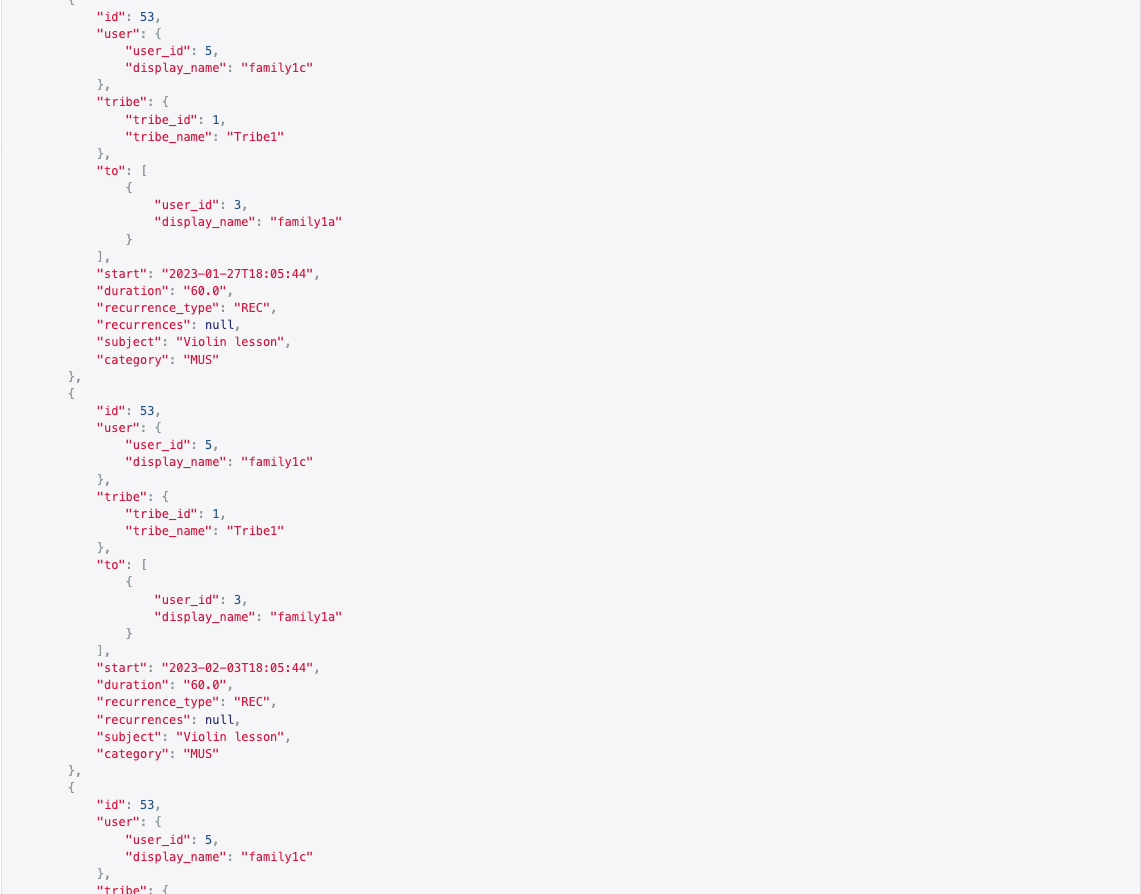 {
"id": 53,
"user": {
"user_id": 5,
"display_name": "family1c"
},
"tribe": {
"tribe_id": 1,
"tribe_name": "Tribe1"
},
"to": [
{
"user_id": 3,
"display_name": "family1a"
}
],
"start": "2023-01-27T18:05:44",
"duration": "60.0",
"recurrence_type": "REC",
"recurrences": null,
"subject": "Violin lesson",
"category": "MUS"
},
{
"id": 53,
"user": {
"user_id": 5,
"display_name": "family1c"
},
"tribe": {
"tribe_id": 1,
"tribe_name": "Tribe1"
},
"to": [
{
"user_id": 3,
"display_name": "family1a"
}
],
"start": "2023-02-03T18:05:44",
"duration": "60.0",
"recurrence_type": "REC",
"recurrences": null,
"subject": "Violin lesson",
"category": "MUS"
},
{
"id": 53,
"user": {
"user_id": 5,
"display_name": "family1c"
},
"tribe": {